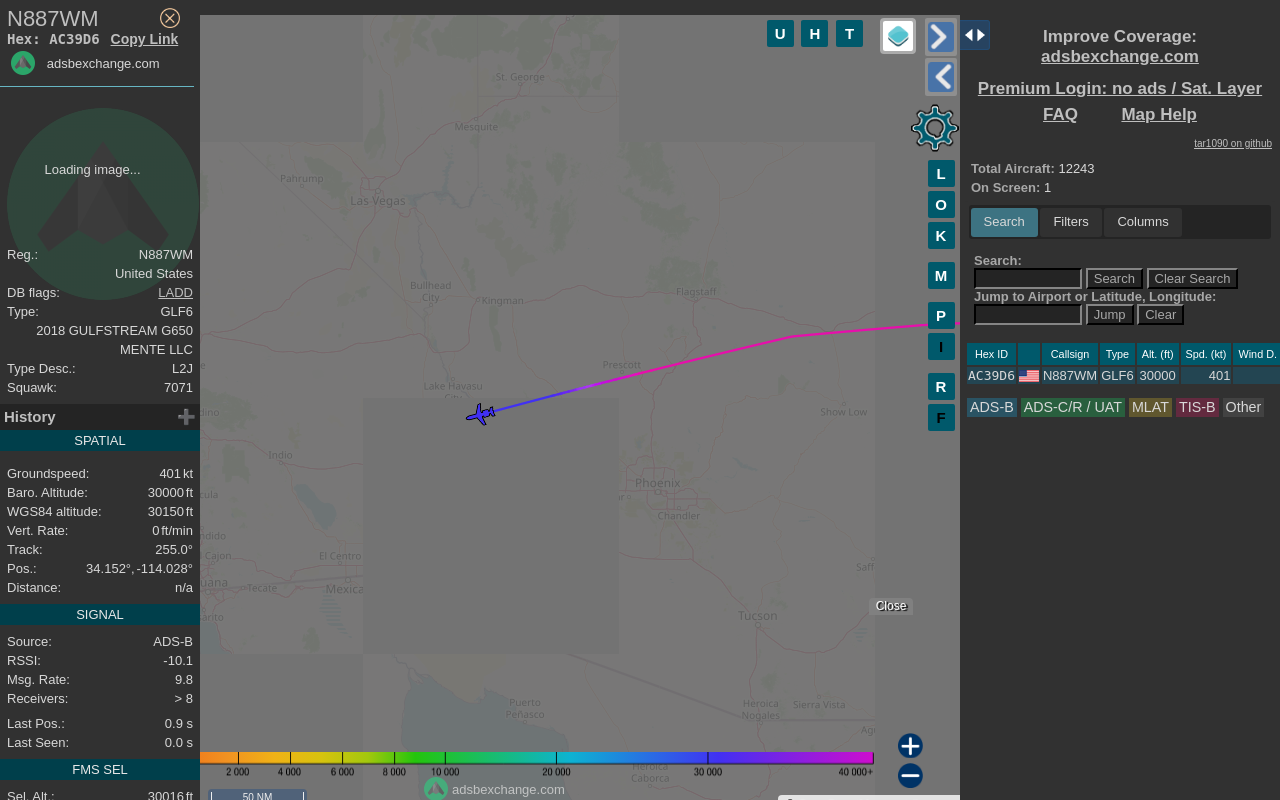 N887WM
Hex: AC39D6 Copy Link
adsbexchange.com
Loading image...
Reg.: N887WM
United States
DB flags: LADD
Type: GLF6
2018 GULFSTREAM G650
MENTE LLC
Type Desc.: L2J
Squawk: 7071
History
SPATIAL
Groundspeed: 401 kt
Baro. Altitude: 30000 ft
WGS84 altitude: 30150 ft
Vert. Rate: 0 ft/min
Track: 255.0°
Pos.: 34.152°, -114.028°
Distance: n/a
SIGNAL
Source: ADS-B
RSSI: -10.1
Msg. Rate: 9.8
Receivers: > 8
Last Pos.: 0.9 s
Last Seen: 0.0 s
FMS SEL
Sel. Alt.: 30016 ft
U H T
L
O
K
M
P
I
R
F
St. George
Mesquite
Pahrump
Las Vegas
Bullhead
City
Kingman
Flagstaff
Prescott
Lake Havasu
City
Show Low
dino
Indio
Phoenix
Chandler
cula
ndido
Cajon
El Centro
uana
Tecate
Mexica
anto
Saff
Tucson
Close
Puerto
Peñasco
Heroica
Nogales
Sierra Vista
Heroica
Caborca
2 000 4 000 6 000 8 000 10 000 20 000 30 000 40 000+
50 NM
adsbexchange.com
Improve Coverage:
adsbexchange.com
Premium Login: no ads / Sat. Layer
FAQ Map Help
tar1090 on github
Total Aircraft: 12243
On Screen: 1
Search Filters Columns
Search:
Search Clear Search
Jump to Airport or Latitude, Longitude:
Jump Clear
Hex ID Callsign Type Alt. (ft) Spd. (kt) Wind D.
AC39D6 N887WM GLF6 30000 401
ADS-B ADS-C/R / UAT MLAT TIS-B Other